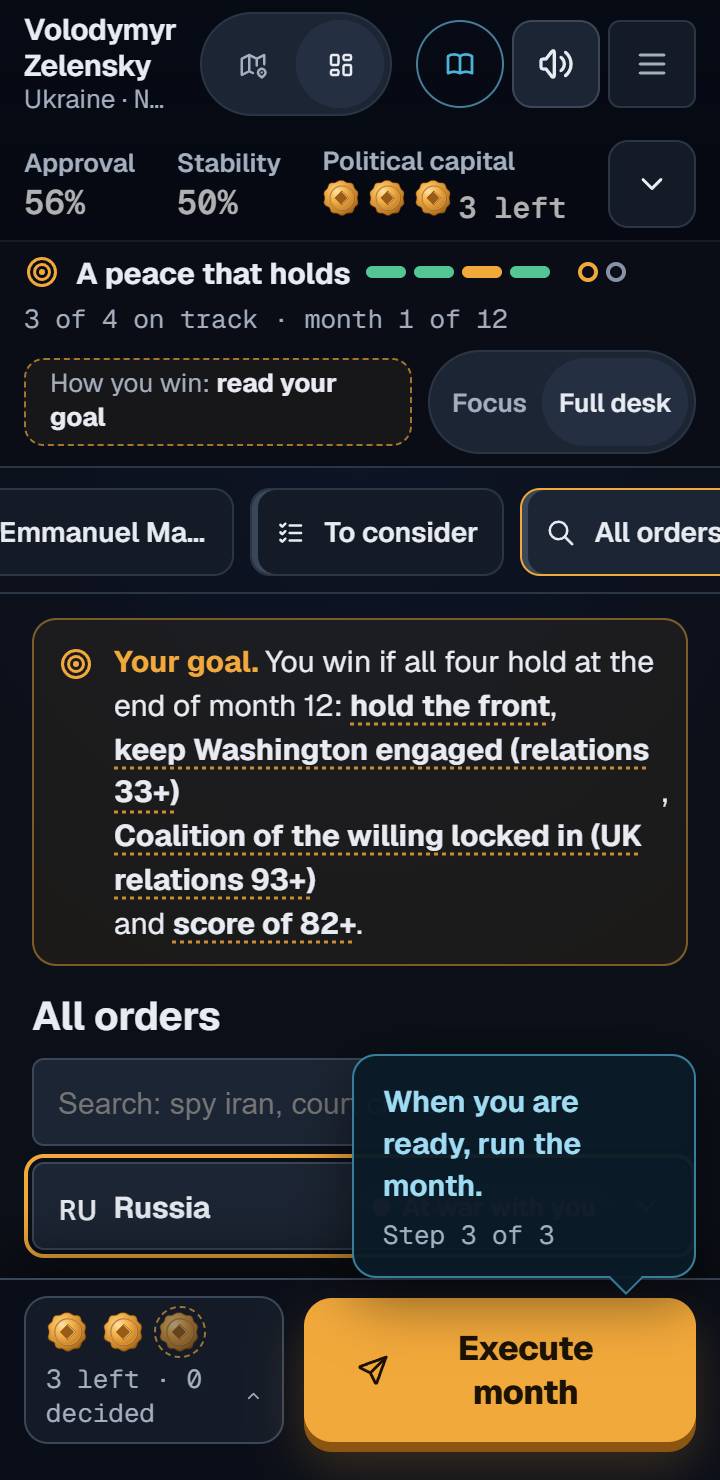 Volodymyr
Zelensky
Ukraine · N…
Approval
56%
Stability
50%
Political capital
3 left
A peace that holds
3 of 4 on track · month 1 of 12
How you win: read your
goal
Focus
Full desk
Emmanuel Ma…
To consider
All orders
Your goal. You win if all four hold at the
end of month 12: hold the front,
keep Washington engaged (relations
33+)
,
Coalition of the willing locked in (UK
relations 93+)
and score of 82+.
All orders
Search: spy iran, cour
RU Russia
At war with you
When you are
ready, run the
month.
Step 3 of 3
3 left · 0
decided
Execute
month